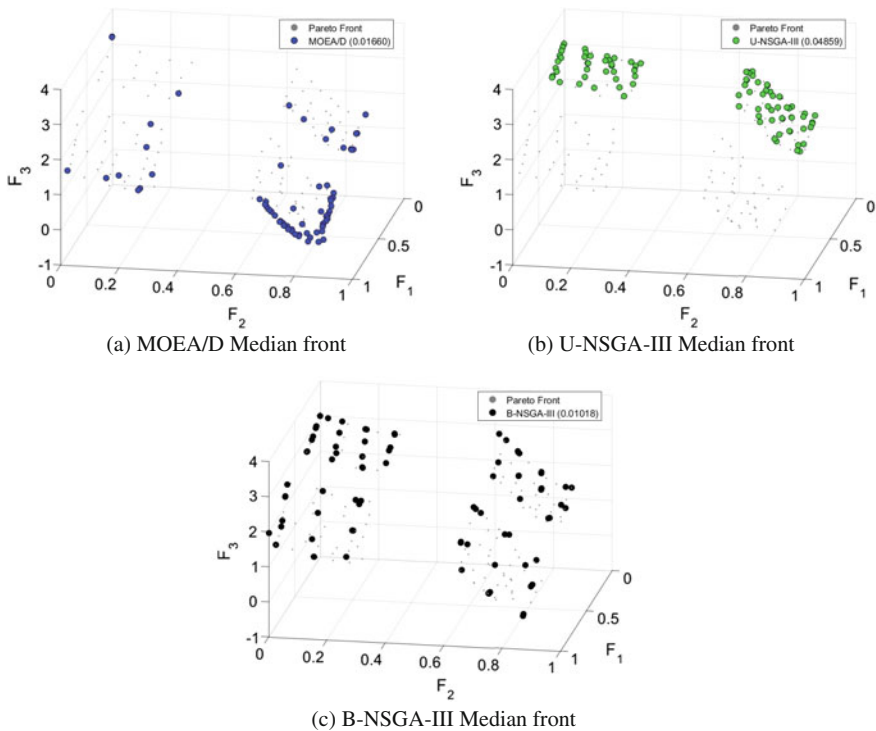 Pareto Front
MOEA/D (0.01660)
4
3
2
1
0
-1
F3
0
0.2
0.4
0.6
0.8
1
F2
0
0.5
1
F1
(a) MOEA/D Median front
Pareto Front
U-NSGA-III (0.04859)
4
3
2
1
0
-1
F3
0
0.2
0.4
0.6
0.8
1
F2
0
0.5
1
F1
(b) U-NSGA-III Median front
Pareto Front
B-NSGA-III (0.01018)
4
3
2
1
0
-1
F3
0
0.2
0.4
0.6
0.8
1
F2
0
0.5
1
F1
(c) B-NSGA-III Median front